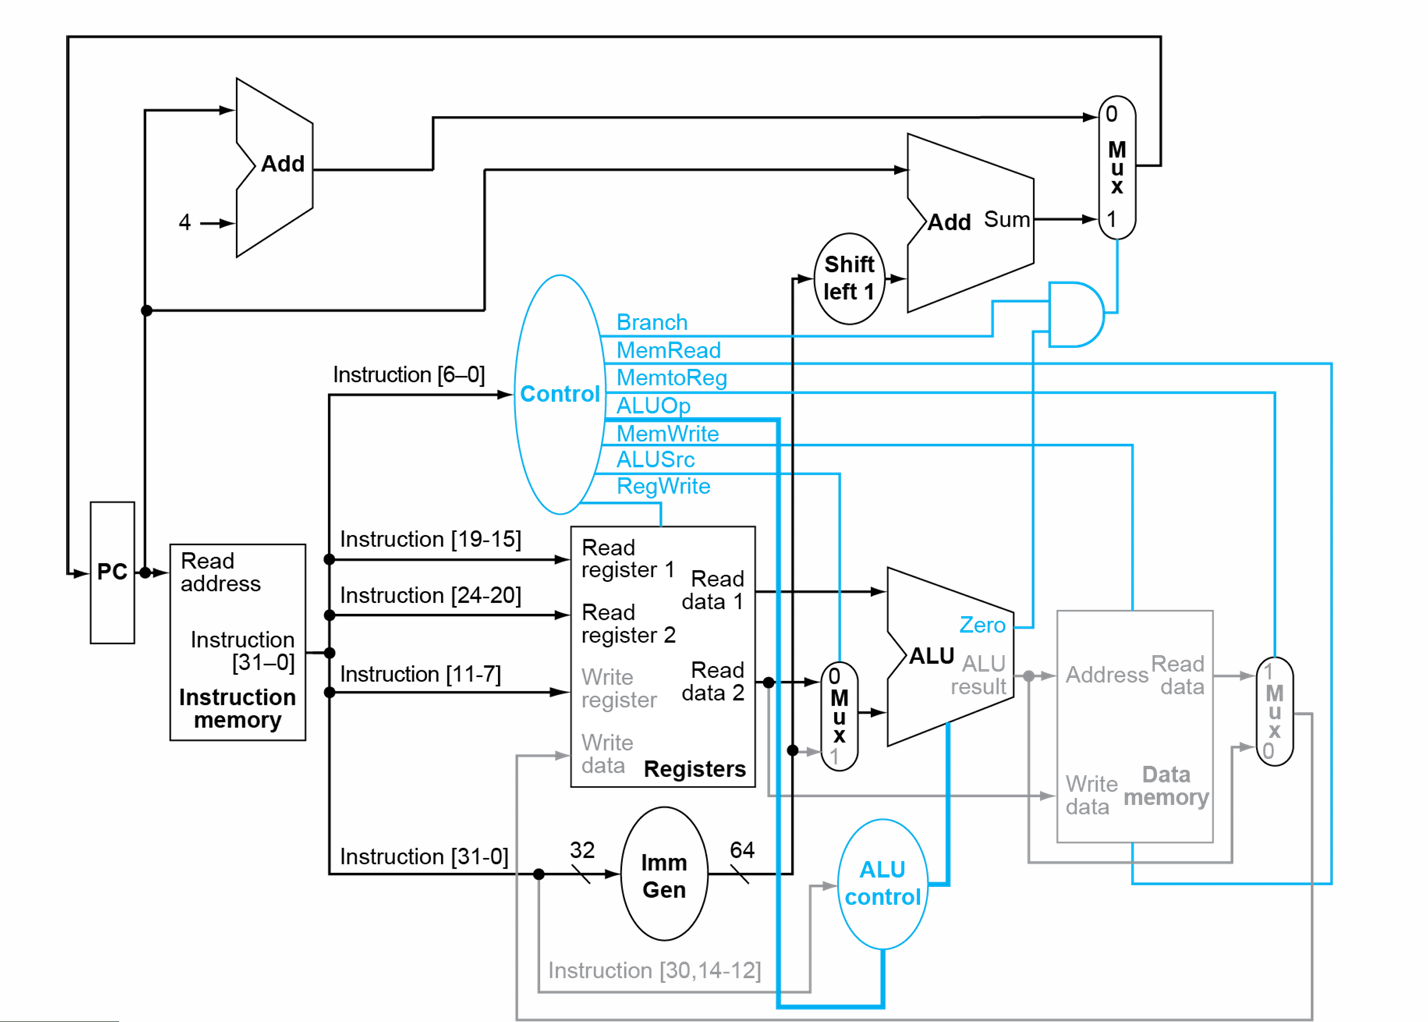 0
M
u
x
1
Add
4
Add Sum
Shift
left 1
Branch
MemRead
MemtoReg
ALUOp
MemWrite
ALUSrc
RegWrite
Control
Instruction [6–0]
Instruction [19-15]
Instruction [24-20]
Instruction [11-7]
Instruction [31-0]
PC
Read
address
Instruction
[31–0]
Instruction
memory
Read
register 1
Read
register 2
Write
register
Write
data
Read
data 1
Read
data 2
Registers
0
M
u
x
1
Zero
ALU
ALU
result
Address
Read
data
Write
data
Data
memory
1
M
u
x
0
32
Imm
Gen
64
ALU
control
Instruction [30,14-12]